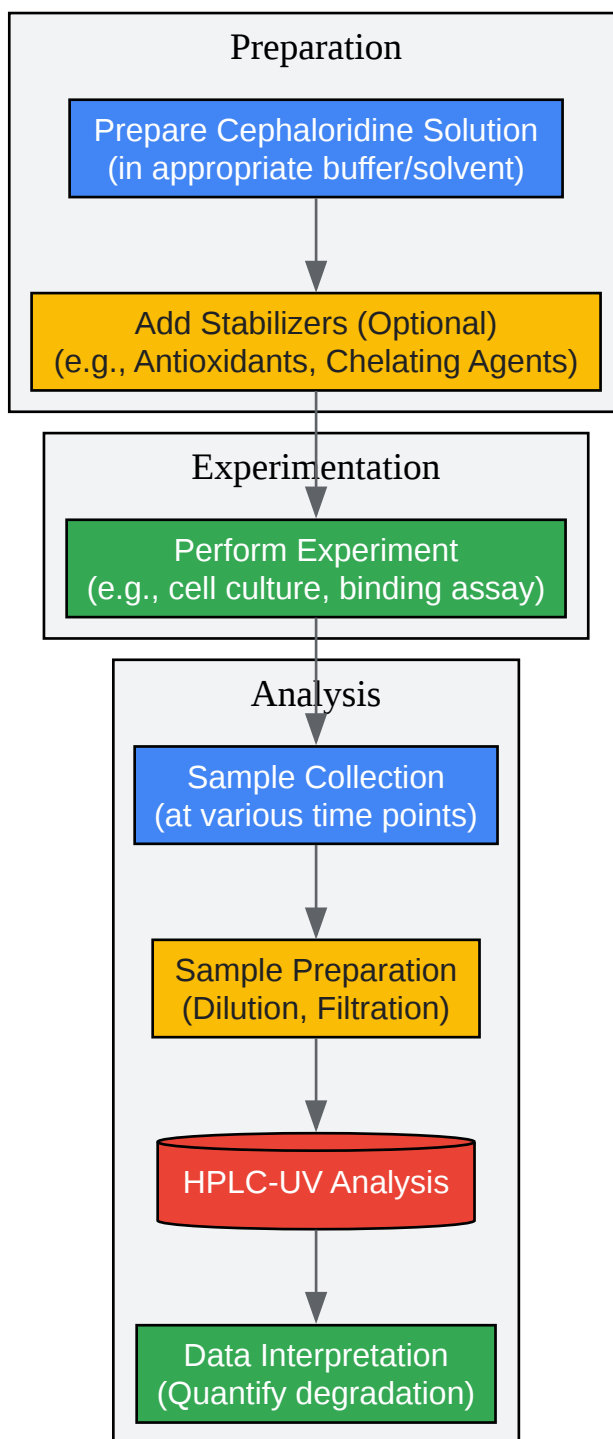 Preparation
Prepare Cephaloridine Solution
(in appropriate buffer/solvent)
Add Stabilizers (Optional)
(e.g., Antioxidants, Chelating Agents)
Experimentation
Perform Experiment
(e.g., cell culture, binding assay)
Analysis
Sample Collection
(at various time points)
Sample Preparation
(Dilution, Filtration)
HPLC-UV Analysis
Data Interpretation
(Quantify degradation)